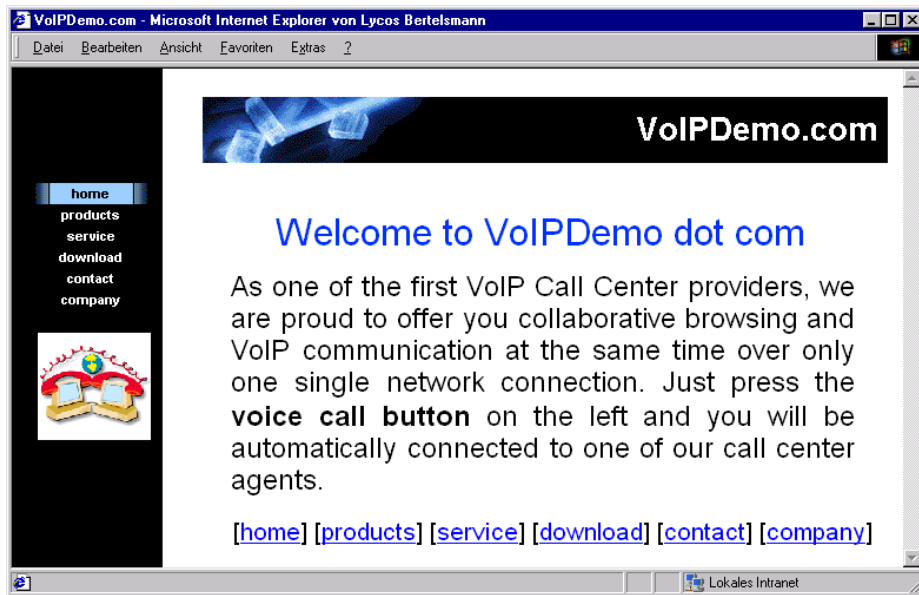 VoIPDemo.com - Microsoft Internet Explorer von Lycos Bertelsmann
Datei Bearbeiten Ansicht Favoriten Extras ?
VoIPDemo.com
home
products
service
download
contact
company
Welcome to VoIPDemo dot com
As one of the first VoIP Call Center providers, we
are proud to offer you collaborative browsing and
VoIP communication at the same time over only
one single network connection. Just press the
voice call button on the left and you will be
automatically connected to one of our call center
agents.
[home] [products] [service] [download] [contact] [company]
Lokales Intranet